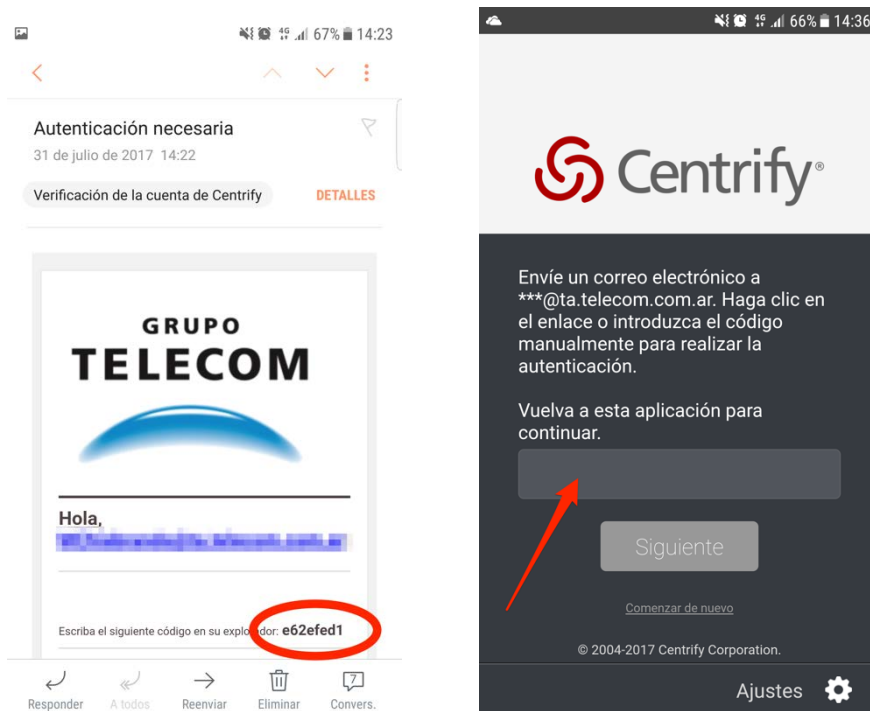 67% 14:23
Autenticación necesaria
31 de julio de 2017 14:22
Verificación de la cuenta de Centrify
DETALLES
GRUPO
TELECOM
Hola,
Escriba el siguiente código en su explorador: e62efed1
Responder
A todos
Reenviar
Eliminar
7
Convers.
4G 66% 14:36
Centrify®
Envíe un correo electrónico a
***@ta.telecom.com.ar. Haga clic en
el enlace o introduzca el código
manualmente para realizar la
autenticación.
Vuelva a esta aplicación para
continuar.
Siguiente
Comenzar de nuevo
© 2004-2017 Centrify Corporation.
Ajustes